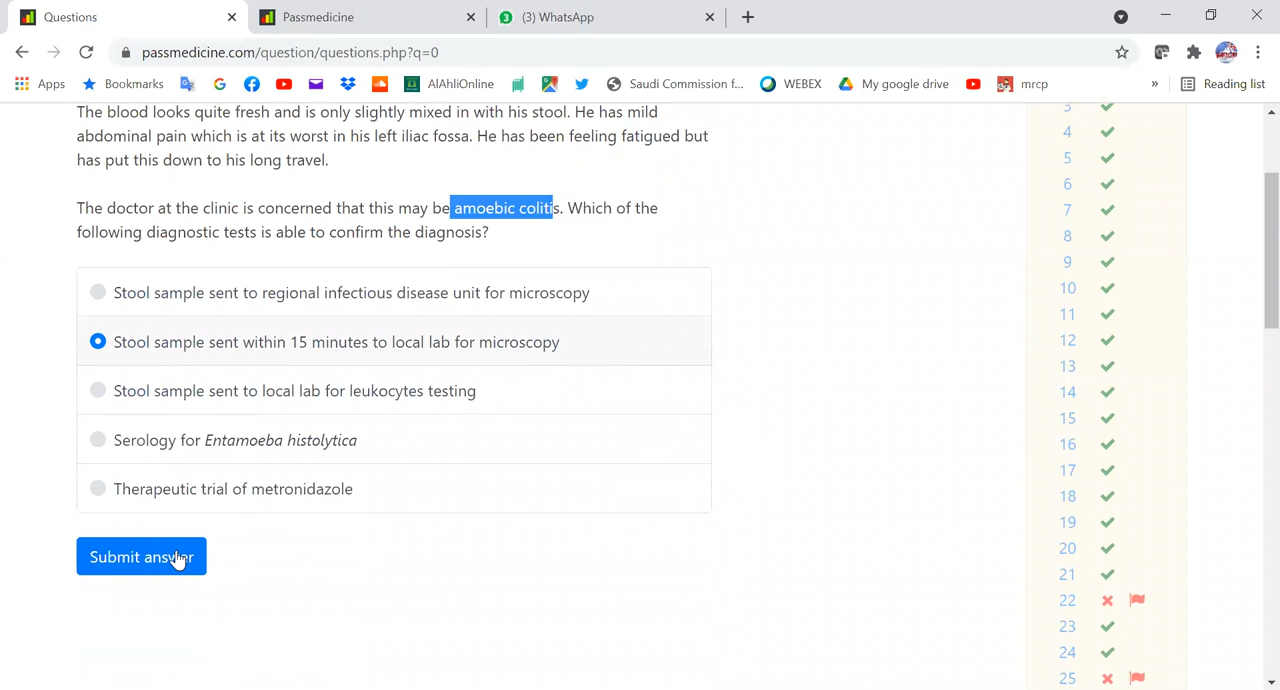 Questions
Passmedicine
(3) WhatsApp
passmedicine.com/question/questions.php?q=0
Apps
Bookmarks
AlAhliOnline
Saudi Commission f...
WEBEX
My google drive
mrcp
»
Reading list
The blood looks quite fresh and is only slightly mixed in with his stool. He has mild
abdominal pain which is at its worst in his left iliac fossa. He has been feeling fatigued but
has put this down to his long travel.
The doctor at the clinic is concerned that this may be amoebic colitis. Which of the
following diagnostic tests is able to confirm the diagnosis?
Stool sample sent to regional infectious disease unit for microscopy
Stool sample sent within 15 minutes to local lab for microscopy
Stool sample sent to local lab for leukocytes testing
Serology for Entamoeba histolytica
Therapeutic trial of metronidazole
Submit answer
3
4
5
6
7
8
9
10
11
12
13
14
15
16
17
18
19
20
21
22
23
24
25